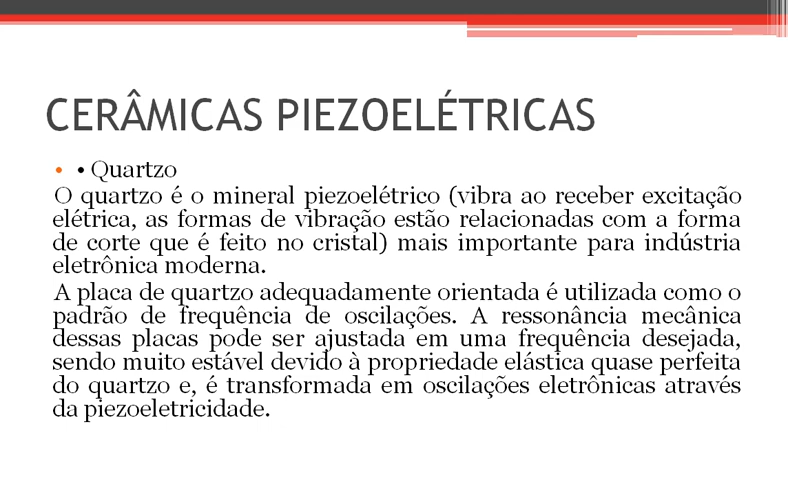 CERÂMICAS PIEZOELÉTRICAS
• • Quartzo
O quartzo é o mineral piezoelétrico (vibra ao receber excitação
elétrica, as formas de vibração estão relacionadas com a forma
de corte que é feito no cristal) mais importante para indústria
eletrônica moderna.
A placa de quartzo adequadamente orientada é utilizada como o
padrão de frequência de oscilações. A ressonância mecânica
dessas placas pode ser ajustada em uma frequência desejada,
sendo muito estável devido à propriedade elástica quase perfeita
do quartzo e, é transformada em oscilações eletrônicas através
da piezoeletricidade.